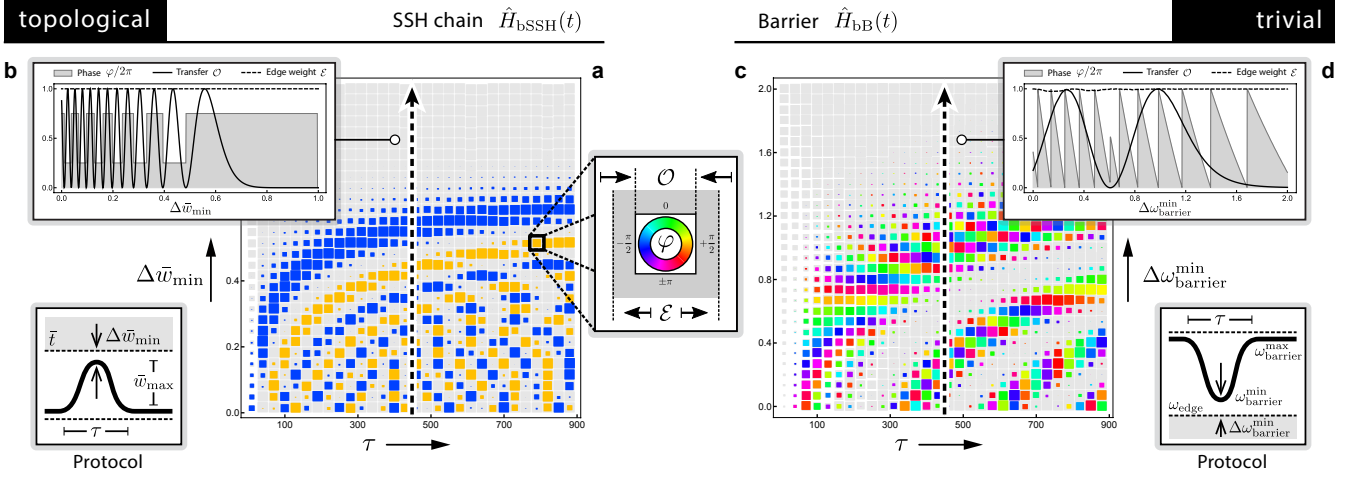 topological
SSH chain Ĥ_bSSH(t)
Barrier Ĥ_bB(t)
trivial
b
Phase φ/2π
Transfer 𝒪
Edge weight ℰ
1.0
0.5
0.0
0.0
0.2
0.4
0.6
0.8
1.0
Δw̄_min
a
0.4
0.2
0.0
100
300
500
700
900
τ
Δw̄_min
t̄
Δw̄_min
w̄_max
τ
Protocol
𝒪
0
−π/2
φ
+π/2
±π
ℰ
c
2.0
1.6
1.2
0.8
0.4
0.0
100
300
500
700
900
τ
d
Phase φ/2π
Transfer 𝒪
Edge weight ℰ
1.0
0.5
0.0
0.0
0.4
0.8
1.2
1.6
2.0
Δω^min_barrier
Δω^min_barrier
τ
ω^max_barrier
ω_edge
ω^min_barrier
Δω^min_barrier
Protocol